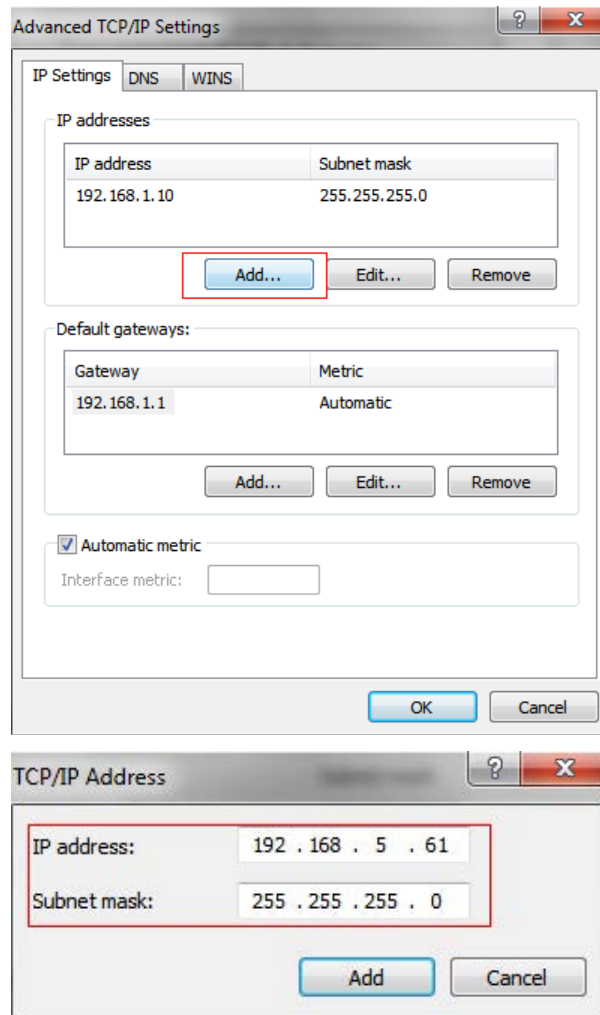 Advanced TCP/IP Settings
IP Settings DNS WINS
IP addresses
IP address Subnet mask
192.168.1.10 255.255.255.0
Add... Edit... Remove
Default gateways:
Gateway Metric
192.168.1.1 Automatic
Add... Edit... Remove
Automatic metric
Interface metric:
OK Cancel
TCP/IP Address
IP address: 192 . 168 . 5 . 61
Subnet mask: 255 . 255 . 255 . 0
Add Cancel